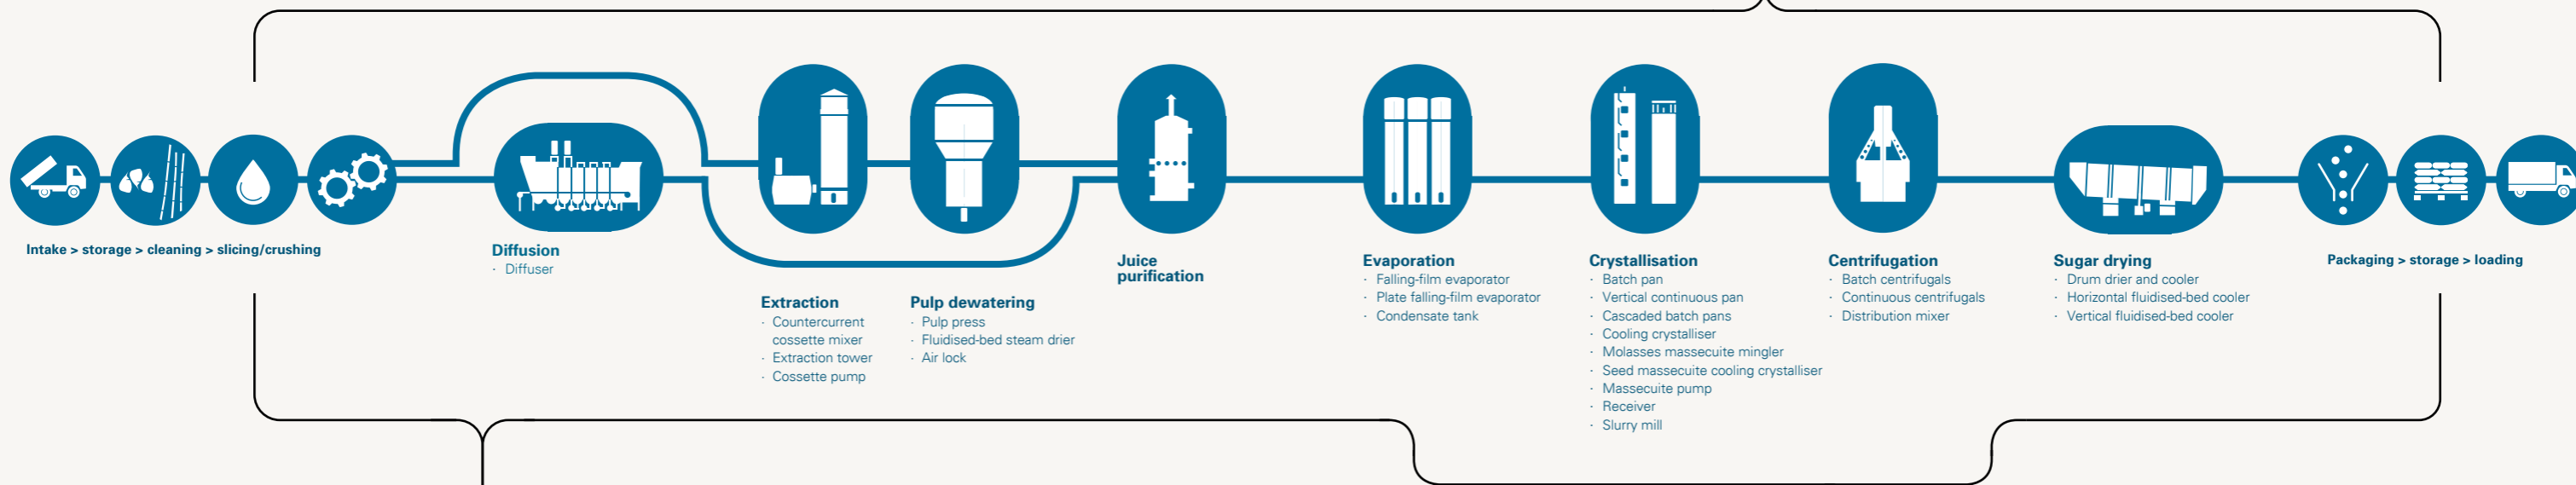 Intake > storage > cleaning > slicing/crushing
Diffusion
· Diffuser
Extraction
· Countercurrent
cossette mixer
· Extraction tower
· Cossette pump
Pulp dewatering
· Pulp press
· Fluidised-bed steam drier
· Air lock
Juice
purification
Evaporation
· Falling-film evaporator
· Plate falling-film evaporator
· Condensate tank
Crystallisation
· Batch pan
· Vertical continuous pan
· Cascaded batch pans
· Cooling crystalliser
· Molasses massecuite mingler
· Seed massecuite cooling crystalliser
· Massecuite pump
· Receiver
· Slurry mill
Centrifugation
· Batch centrifugals
· Continuous centrifugals
· Distribution mixer
Sugar drying
· Drum drier and cooler
· Horizontal fluidised-bed cooler
· Vertical fluidised-bed cooler
Packaging > storage > loading